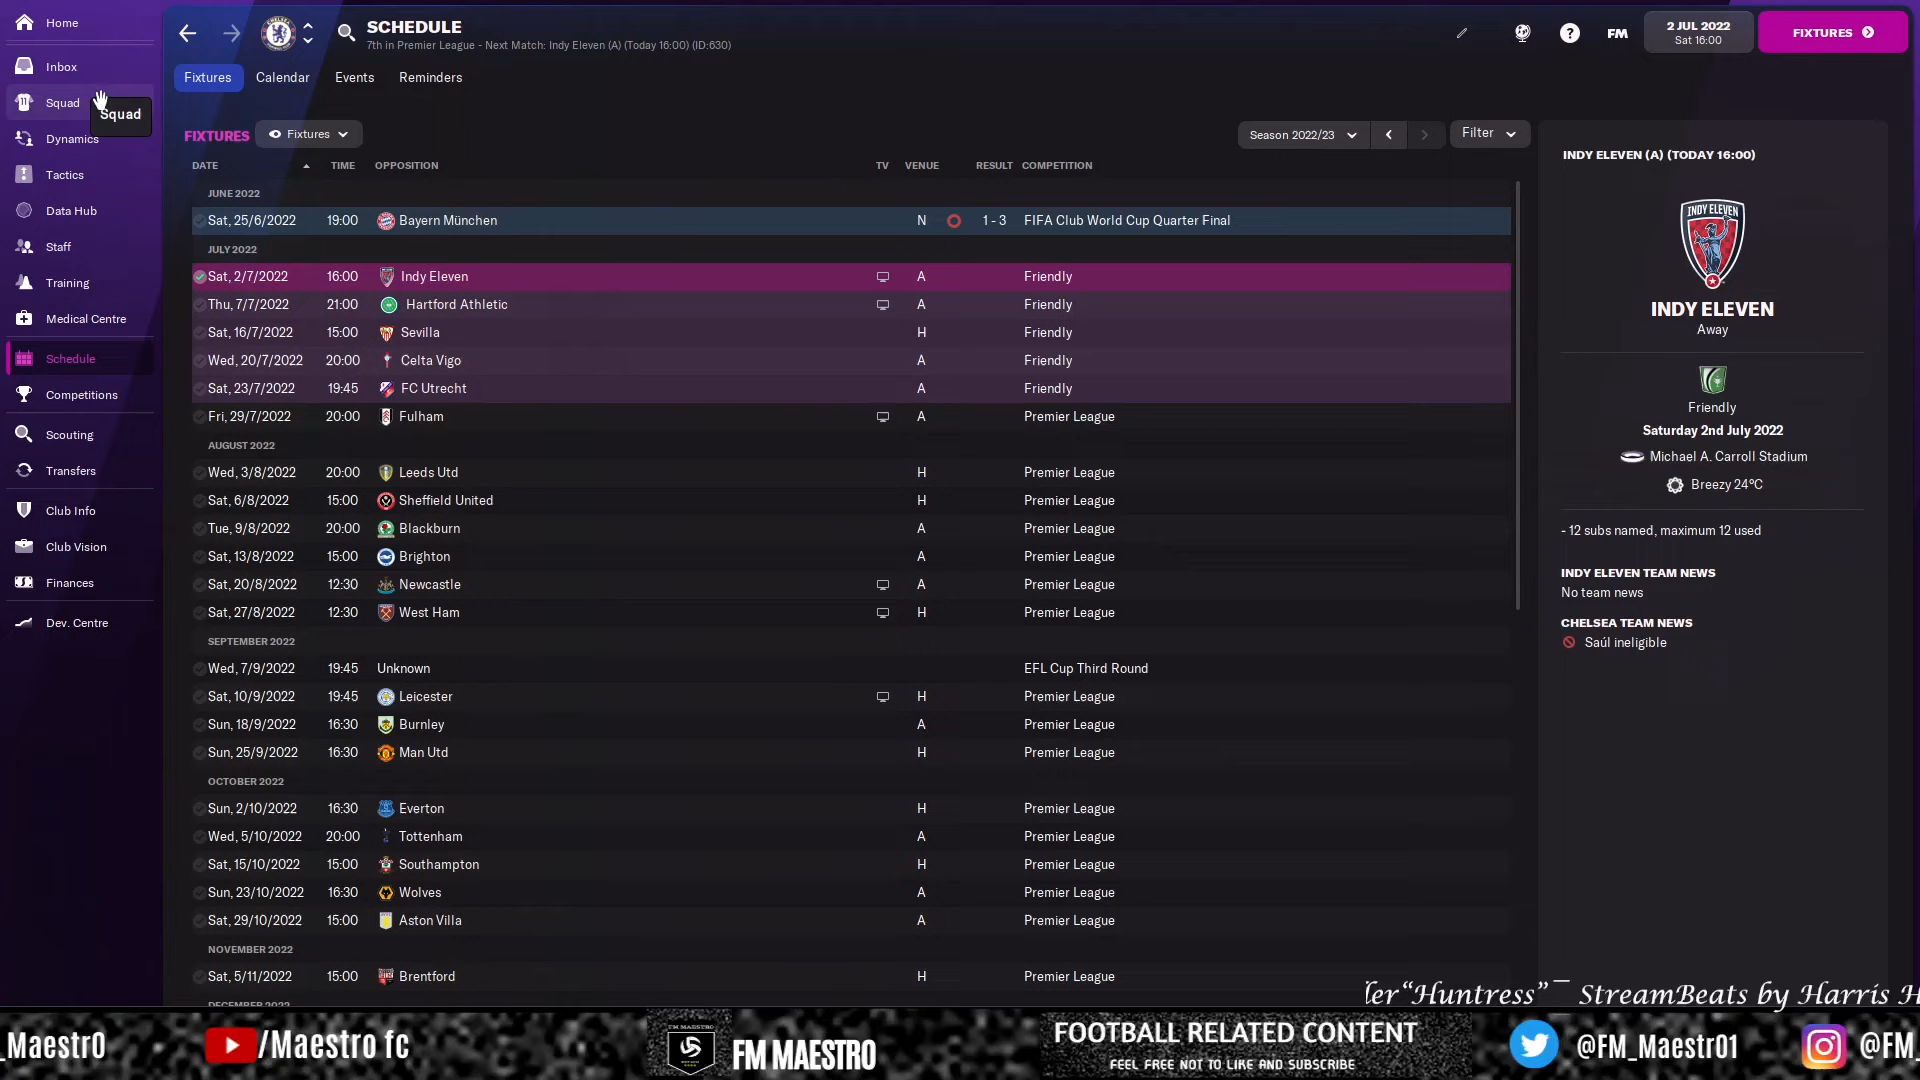 Home
Inbox
Squad
Squad
Dynamics
Tactics
Data Hub
Staff
Training
Medical Centre
Schedule
Competitions
Scouting
Transfers
Club Info
Club Vision
Finances
Dev. Centre
SCHEDULE
7th in Premier League - Next Match: Indy Eleven (A) (Today 16:00) (ID:630)
FM
2 JUL 2022
Sat 16:00
FIXTURES
Fixtures Calendar Events Reminders
FIXTURES Fixtures Season 2022/23 Filter
DATE TIME OPPOSITION TV VENUE RESULT COMPETITION
JUNE 2022
Sat, 25/6/2022 19:00 Bayern München N 1 - 3 FIFA Club World Cup Quarter Final
JULY 2022
Sat, 2/7/2022 16:00 Indy Eleven A Friendly
Thu, 7/7/2022 21:00 Hartford Athletic A Friendly
Sat, 16/7/2022 15:00 Sevilla H Friendly
Wed, 20/7/2022 20:00 Celta Vigo A Friendly
Sat, 23/7/2022 19:45 FC Utrecht A Friendly
Fri, 29/7/2022 20:00 Fulham A Premier League
AUGUST 2022
Wed, 3/8/2022 20:00 Leeds Utd H Premier League
Sat, 6/8/2022 15:00 Sheffield United H Premier League
Tue, 9/8/2022 20:00 Blackburn A Premier League
Sat, 13/8/2022 15:00 Brighton A Premier League
Sat, 20/8/2022 12:30 Newcastle A Premier League
Sat, 27/8/2022 12:30 West Ham H Premier League
SEPTEMBER 2022
Wed, 7/9/2022 19:45 Unknown EFL Cup Third Round
Sat, 10/9/2022 19:45 Leicester H Premier League
Sun, 18/9/2022 16:30 Burnley A Premier League
Sun, 25/9/2022 16:30 Man Utd H Premier League
OCTOBER 2022
Sun, 2/10/2022 16:30 Everton H Premier League
Wed, 5/10/2022 20:00 Tottenham A Premier League
Sat, 15/10/2022 15:00 Southampton H Premier League
Sun, 23/10/2022 16:30 Wolves A Premier League
Sat, 29/10/2022 15:00 Aston Villa A Premier League
NOVEMBER 2022
Sat, 5/11/2022 15:00 Brentford H Premier League
DECEMBER 2022
INDY ELEVEN (A) (TODAY 16:00)
INDY ELEVEN
INDY ELEVEN
Away
Friendly
Saturday 2nd July 2022
Michael A. Carroll Stadium
Breezy 24°C
- 12 subs named, maximum 12 used
INDY ELEVEN TEAM NEWS
No team news
CHELSEA TEAM NEWS
Saúl ineligible
ler "Huntress" - StreamBeats by Harris H
_Maestr0
/Maestro fc
FM MAESTRO
FM MAESTRO
FOOTBALL RELATED CONTENT
FEEL FREE NOT TO LIKE AND SUBSCRIBE
@FM_Maestr01
@FM_